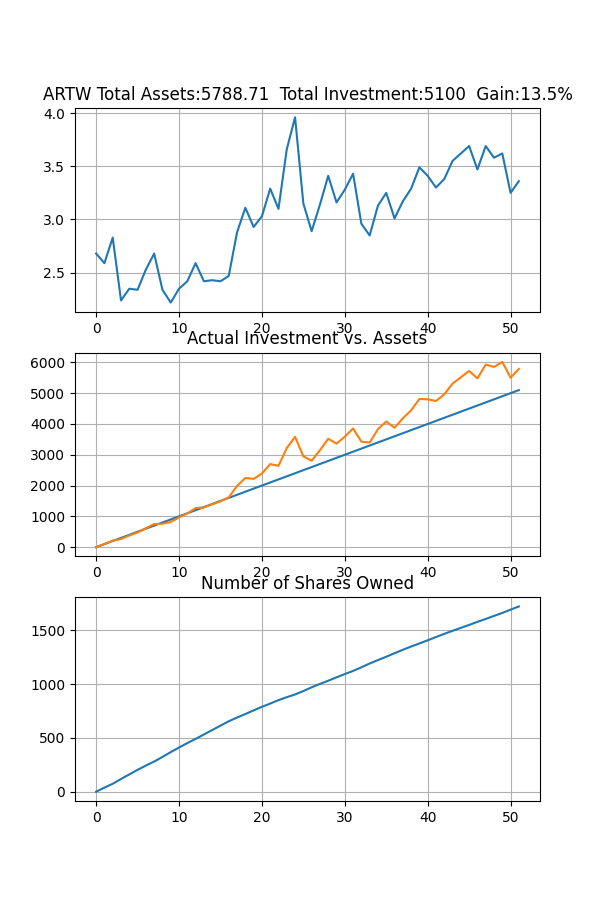 ARTW Total Assets:5788.71  Total Investment:5100  Gain:13.5%
4.0
3.5
3.0
2.5
0 10 20 30 40 50
Actual Investment vs. Assets
6000
5000
4000
3000
2000
1000
0
0 10 20 30 40 50
Number of Shares Owned
1500
1000
500
0
0 10 20 30 40 50